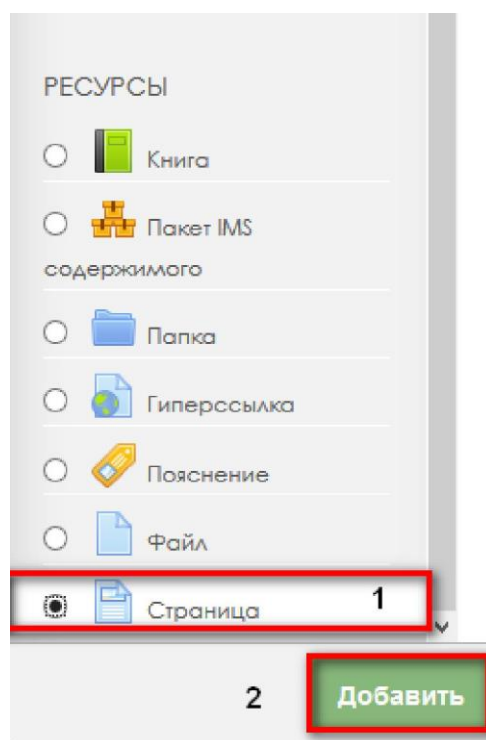 РЕСУРСЫ
Книга
Пакет IMS
содержимого
Папка
Гиперссылка
Пояснение
Файл
Страница 1
2 Добавить